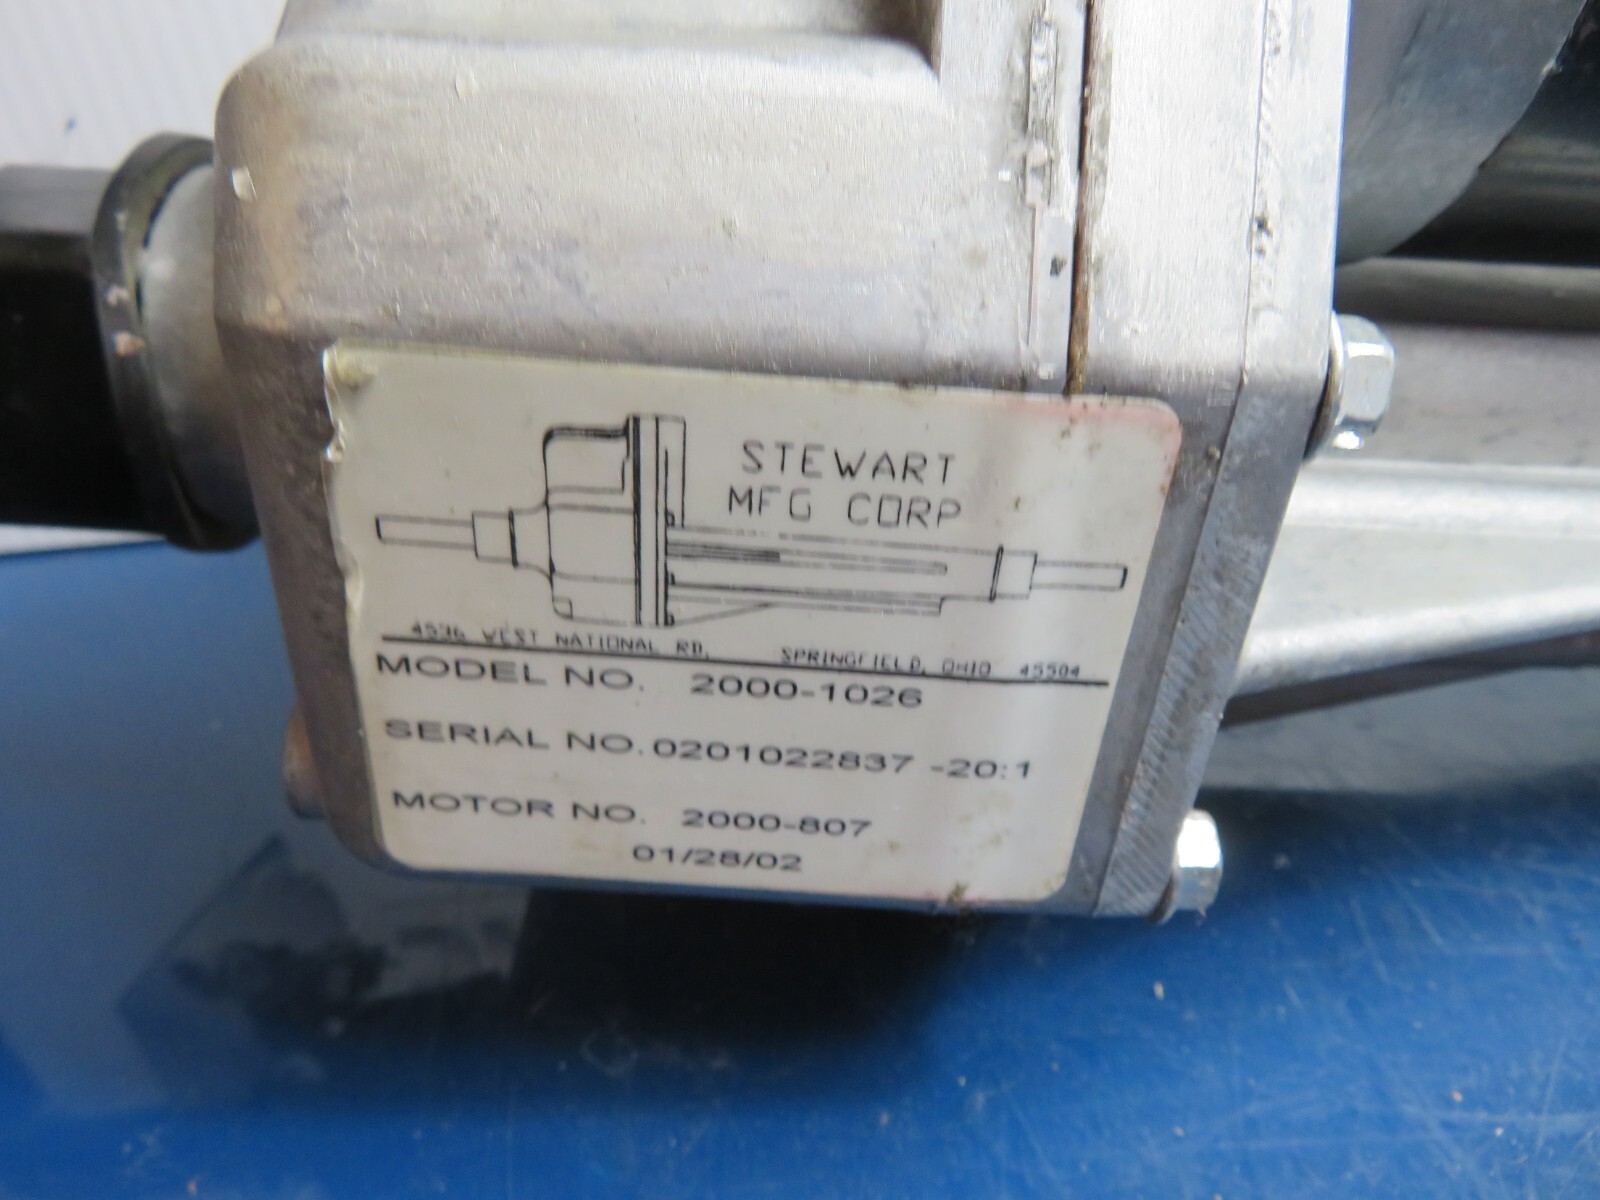 STEWART
MFG CORP
4596 WEST NATIONAL RD, SPRINGFIELD, OHIO 45504
MODEL NO. 2000-1026
SERIAL NO. 0201022837 -20:1
MOTOR NO. 2000-807
01/28/02